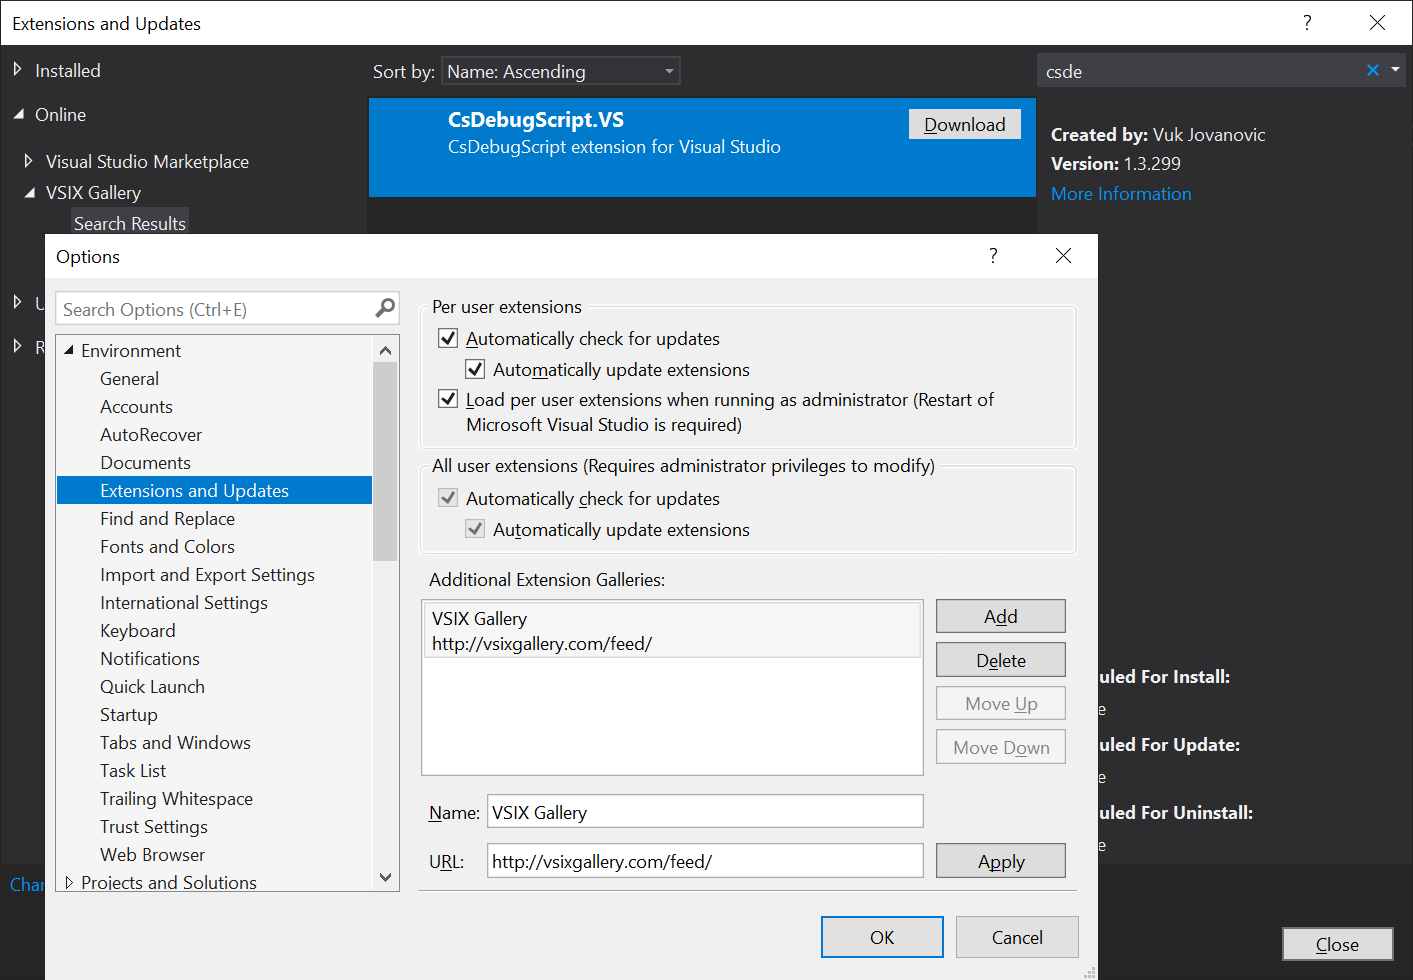 Extensions and Updates
?
Installed
Sort by: Name: Ascending
csde
Online
CsDebugScript.VS
Download
CsDebugScript extension for Visual Studio
Created by: Vuk Jovanovic
Version: 1.3.299
More Information
Visual Studio Marketplace
VSIX Gallery
Search Results
Options
?
Search Options (Ctrl+E)
Environment
General
Accounts
AutoRecover
Documents
Extensions and Updates
Find and Replace
Fonts and Colors
Import and Export Settings
International Settings
Keyboard
Notifications
Quick Launch
Startup
Tabs and Windows
Task List
Trailing Whitespace
Trust Settings
Web Browser
Projects and Solutions
Per user extensions
Automatically check for updates
Automatically update extensions
Load per user extensions when running as administrator (Restart of
Microsoft Visual Studio is required)
All user extensions (Requires administrator privileges to modify)
Automatically check for updates
Automatically update extensions
Additional Extension Galleries:
VSIX Gallery
http://vsixgallery.com/feed/
Add
Delete
Move Up
Move Down
Name: VSIX Gallery
URL: http://vsixgallery.com/feed/
Apply
OK
Cancel
U
R
Char
uled For Install:
e
uled For Update:
e
uled For Uninstall:
e
Close